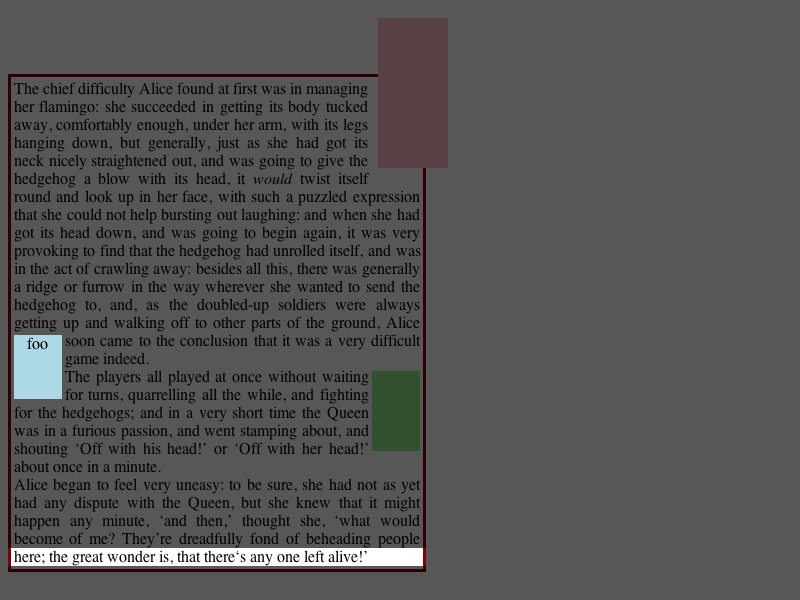 The chief difficulty Alice found at first was in managing
her flamingo: she succeeded in getting its body tucked
away, comfortably enough, under her arm, with its legs
hanging down, but generally, just as she had got its
neck nicely straightened out, and was going to give the
hedgehog a blow with its head, it would twist itself
round and look up in her face, with such a puzzled expression
that she could not help bursting out laughing: and when she had
got its head down, and was going to begin again, it was very
provoking to find that the hedgehog had unrolled itself, and was
in the act of crawling away: besides all this, there was generally
a ridge or furrow in the way wherever she wanted to send the
hedgehog to, and, as the doubled-up soldiers were always
getting up and walking off to other parts of the ground, Alice
foo
soon came to the conclusion that it was a very difficult
game indeed.
The players all played at once without waiting
for turns, quarrelling all the while, and fighting
for the hedgehogs; and in a very short time the Queen
was in a furious passion, and went stamping about, and
shouting ‘Off with his head!’ or ‘Off with her head!’
about once in a minute.
Alice began to feel very uneasy: to be sure, she had not as yet
had any dispute with the Queen, but she knew that it might
happen any minute, ‘and then,’ thought she, ‘what would
become of me? They’re dreadfully fond of beheading people
here; the great wonder is, that there‘s any one left alive!’